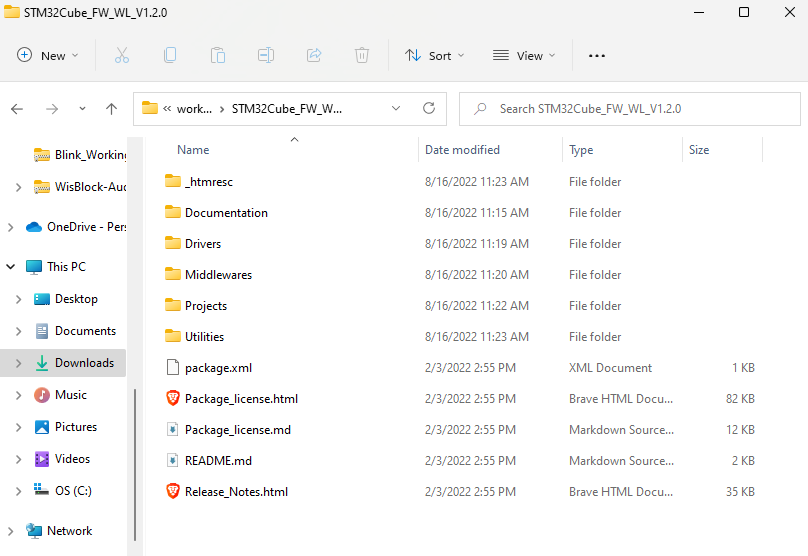 STM32Cube_FW_WL_V1.2.0
New Sort View
work... STM32Cube_FW_W... Search STM32Cube_FW_WL_V1.2.0
Name Date modified Type Size
Blink_Working
WisBlock-Aud
OneDrive - Pers
This PC
Desktop
Documents
Downloads
Music
Pictures
Videos
OS (C:)
Network
_htmresc 8/16/2022 11:23 AM File folder
Documentation 8/16/2022 11:15 AM File folder
Drivers 8/16/2022 11:19 AM File folder
Middlewares 8/16/2022 11:20 AM File folder
Projects 8/16/2022 11:22 AM File folder
Utilities 8/16/2022 11:23 AM File folder
package.xml 2/3/2022 2:55 PM XML Document 1 KB
Package_license.html 2/3/2022 2:55 PM Brave HTML Docu... 82 KB
Package_license.md 2/3/2022 2:55 PM Markdown Source... 12 KB
README.md 2/3/2022 2:55 PM Markdown Source... 2 KB
Release_Notes.html 2/3/2022 2:55 PM Brave HTML Docu... 35 KB